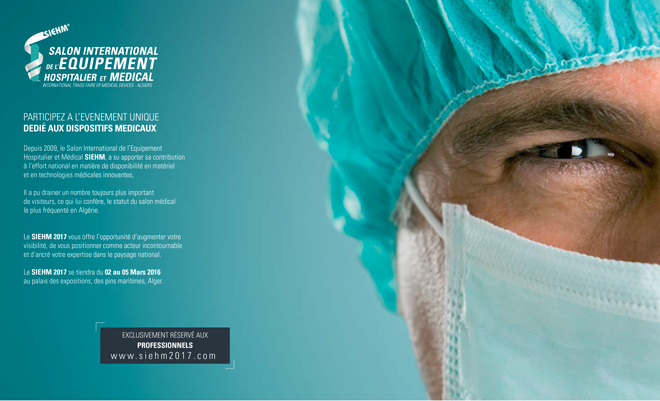 SIEHM®
SALON INTERNATIONAL
DE L'EQUIPEMENT
HOSPITALIER ET MEDICAL
INTERNATIONAL TRADE FAIRE OF MEDICAL DEVICES - ALGIERS
PARTICIPEZ A L'EVENEMENT UNIQUE
DEDIÉ AUX DISPOSITIFS MEDICAUX
Depuis 2009, le Salon International de l'Equipement
Hospitalier et Médical SIEHM, a su apporter sa contribution
à l'effort national en matière de disponibilité en matériel
et en technologies médicales innovantes,
Il a pu drainer un nombre toujours plus important
de visiteurs, ce qui lui confère, le statut du salon médical
le plus fréquenté en Algérie.
Le SIEHM 2017 vous offre l'opportunité d'augmenter votre
visibilité, de vous positionner comme acteur incontournable
et d'ancré votre expertise dans le paysage national.
Le SIEHM 2017 se tiendra du 02 au 05 Mars 2016
au palais des expositions, des pins maritimes, Alger.
EXCLUSIVEMENT RÉSERVÉ AUX
PROFESSIONNELS
www.siehm2017.com